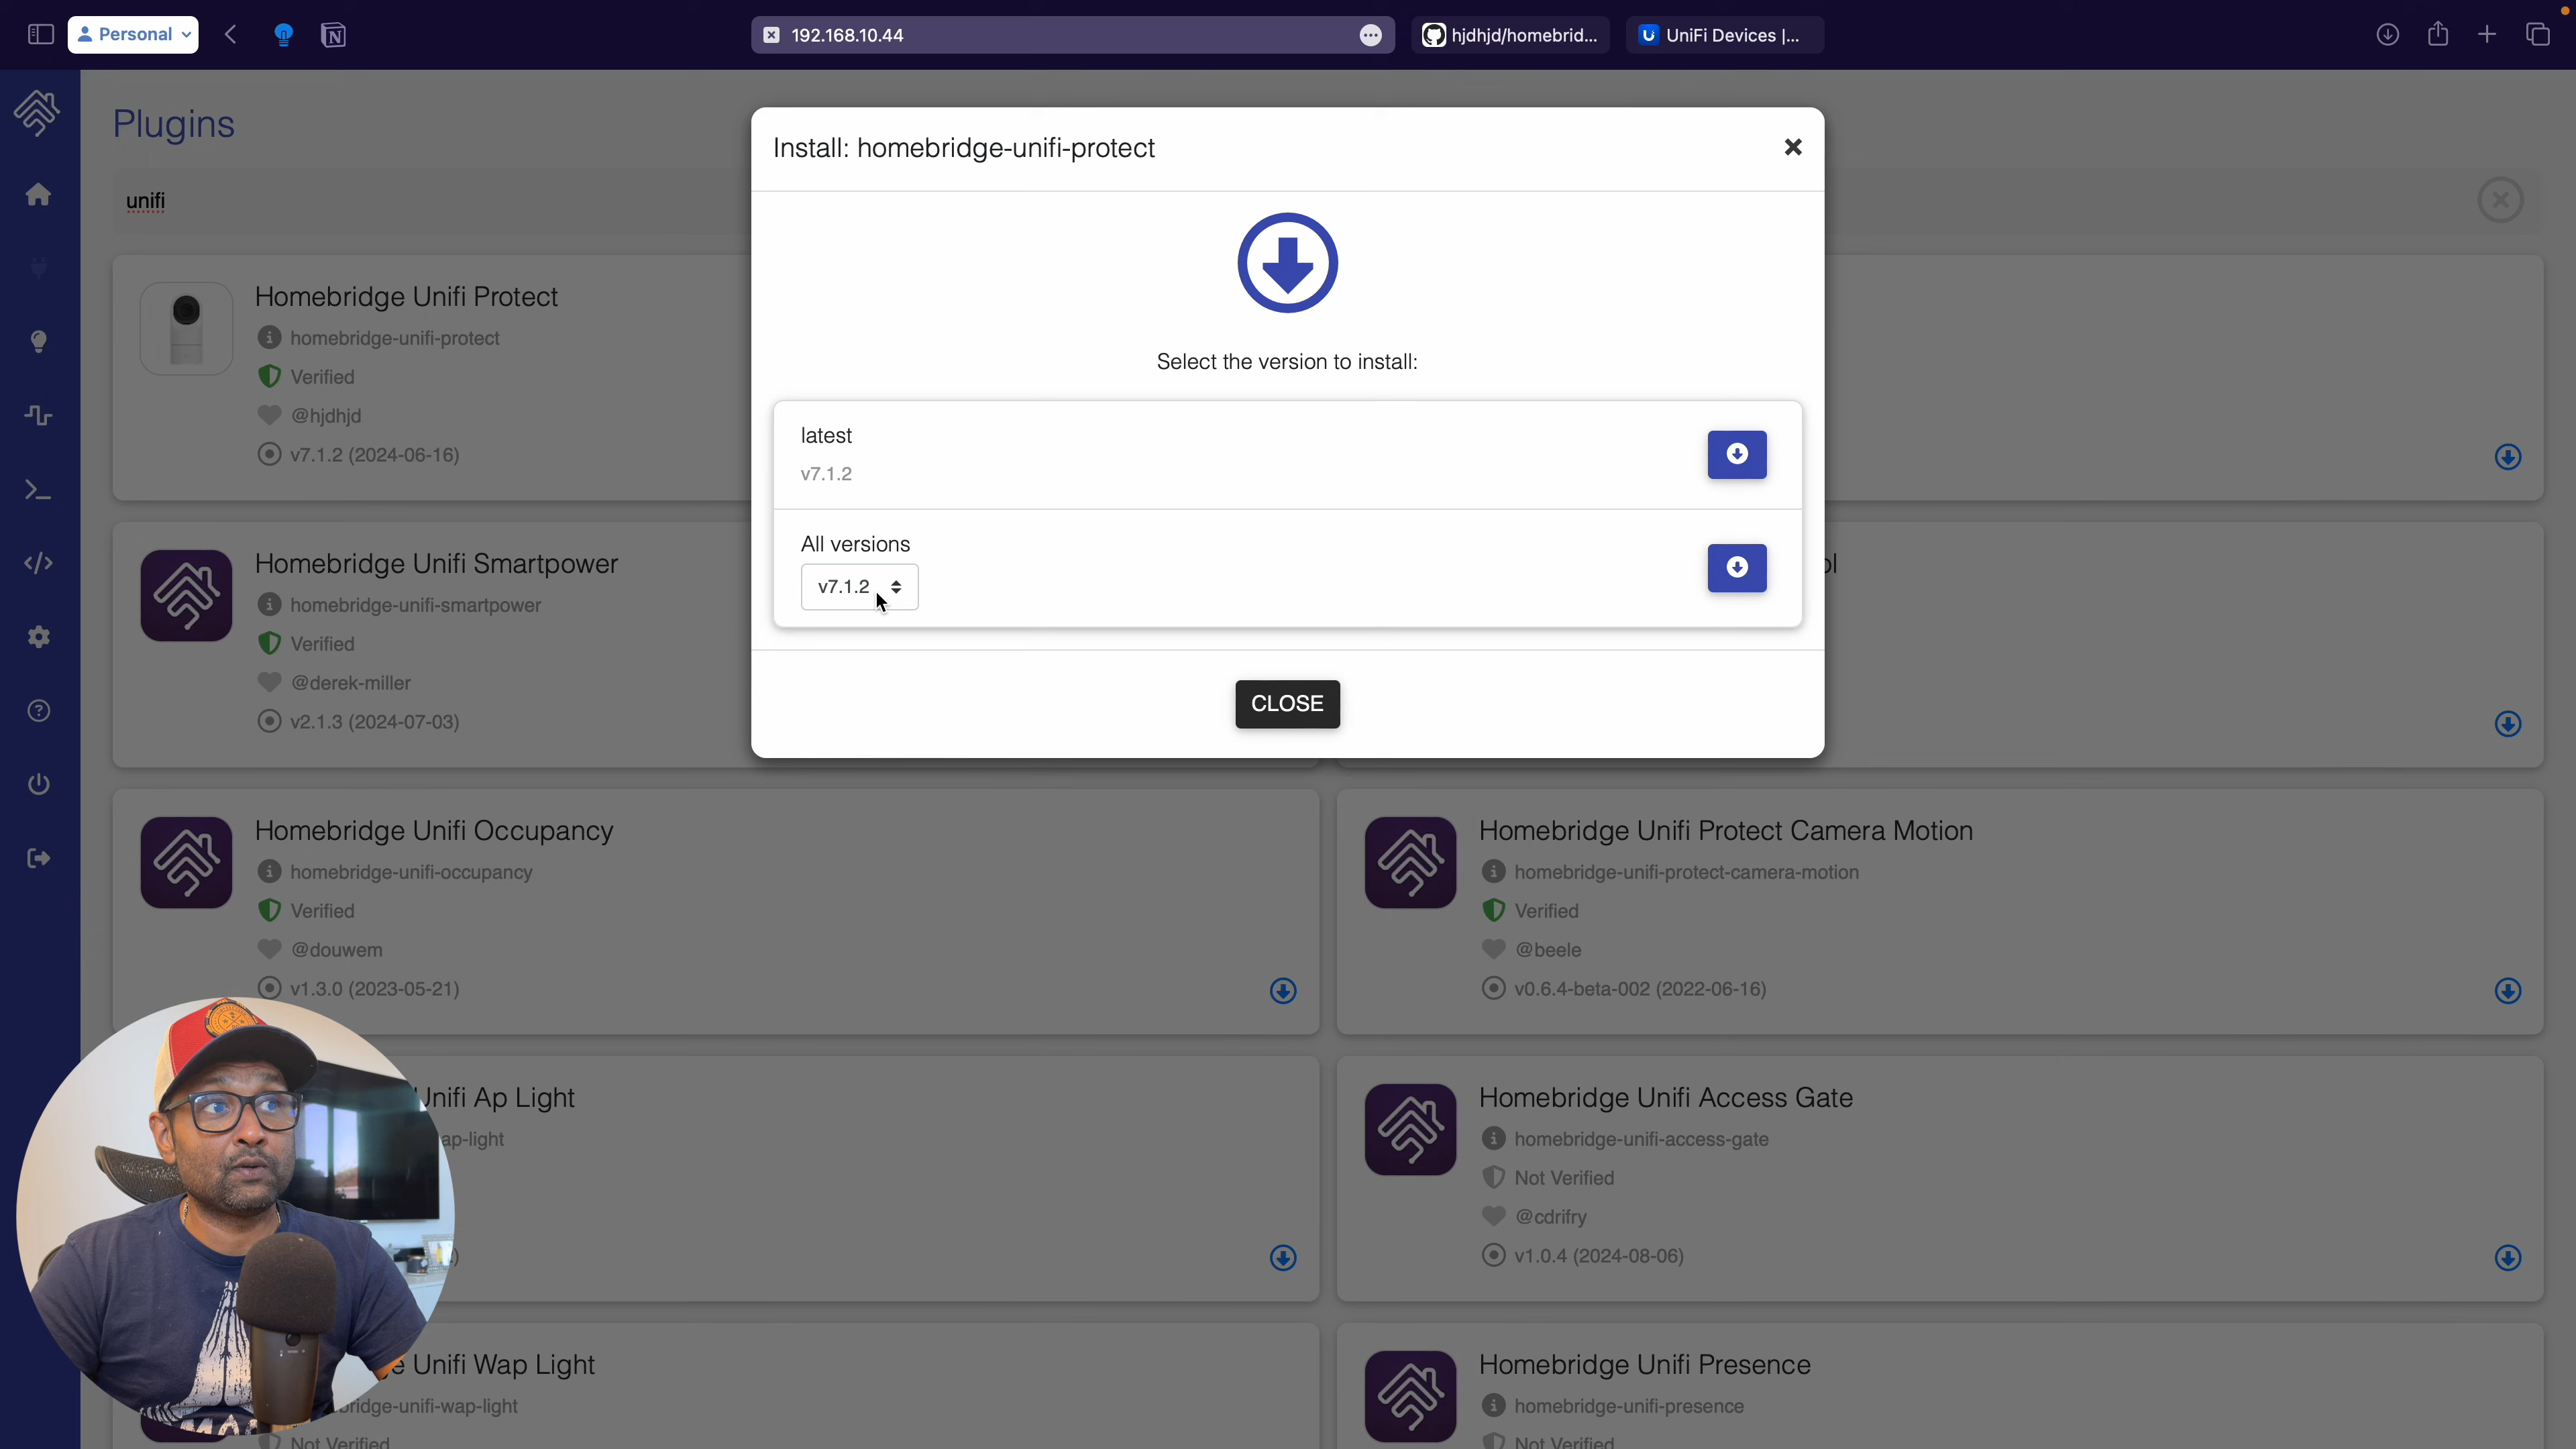 Personal
192.168.10.44
hjdhjd/homebrid...
UniFi Devices |...
Plugins
unifi
Install: homebridge-unifi-protect
Select the version to install:
latest
v7.1.2
All versions
v7.1.2
CLOSE
Homebridge Unifi Protect
homebridge-unifi-protect
Verified
@hjdhjd
v7.1.2 (2024-06-16)
Homebridge Unifi Smartpower
homebridge-unifi-smartpower
Verified
@derek-miller
v2.1.3 (2024-07-03)
ol
Homebridge Unifi Occupancy
homebridge-unifi-occupancy
Verified
@douwem
v1.3.0 (2023-05-21)
Homebridge Unifi Protect Camera Motion
homebridge-unifi-protect-camera-motion
Verified
@beele
v0.6.4-beta-002 (2022-06-16)
Unifi Ap Light
ap-light
Homebridge Unifi Access Gate
homebridge-unifi-access-gate
Not Verified
@cdrifry
v1.0.4 (2024-08-06)
e Unifi Wap Light
bridge-unifi-wap-light
Not Verified
Homebridge Unifi Presence
homebridge-unifi-presence
Not Verified